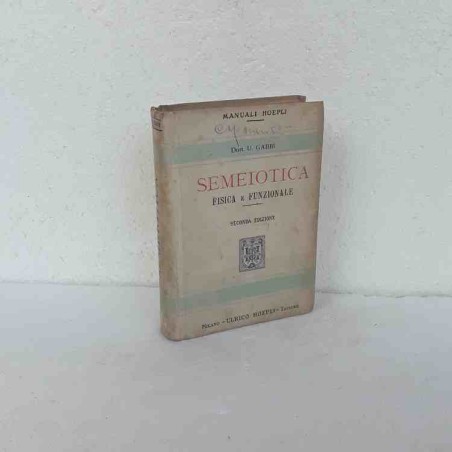 MANUALI HOEPLI
Dott. U. GABBI
SEMEIOTICA
FISICA E FUNZIONALE
SECONDA EDIZIONE
MILANO - ULRICO HOEPLI - EDITORE